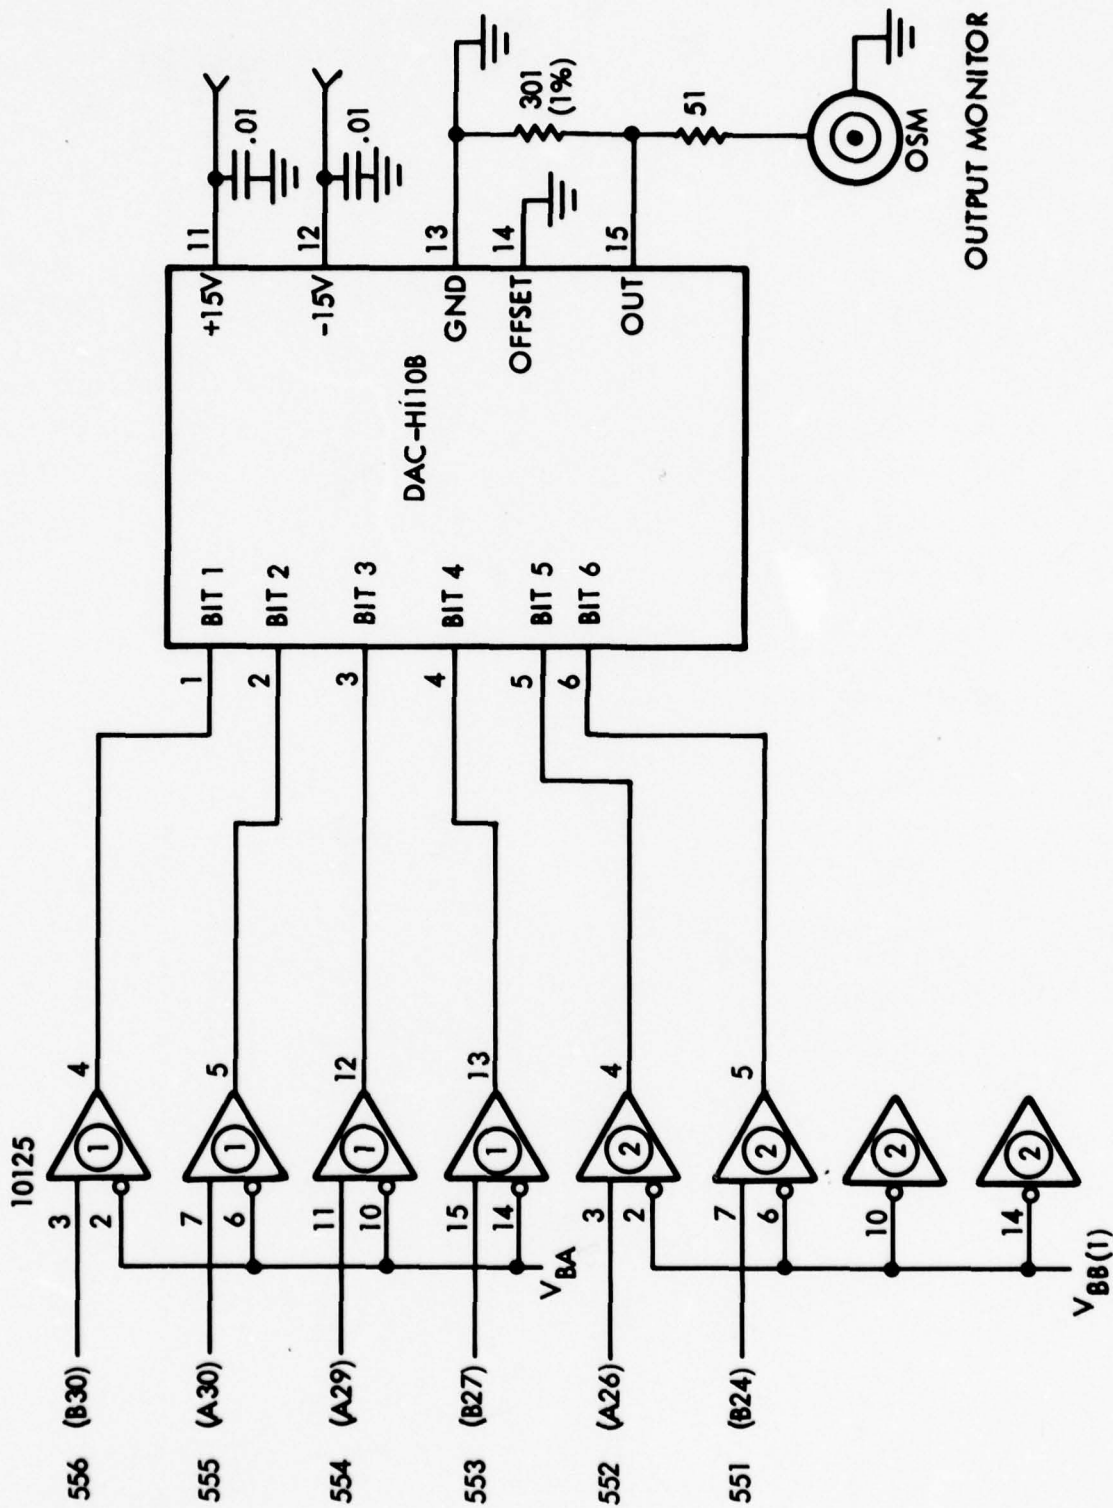 10125
556 (B30)
3
2
1
4
555 (A30)
7
6
1
5
554 (A29)
11
10
1
12
553 (B27)
15
14
1
13
VBA
552 (A26)
3
2
2
4
551 (B24)
7
6
2
5
10
2
14
2
VBB(1)
1
BIT 1
2
BIT 2
3
BIT 3
4
BIT 4
5
BIT 5
6
BIT 6
DAC-HI10B
+15V
11
.01
-15V
12
.01
GND
13
OFFSET
14
OUT
15
301
(1%)
51
OSM
OUTPUT MONITOR